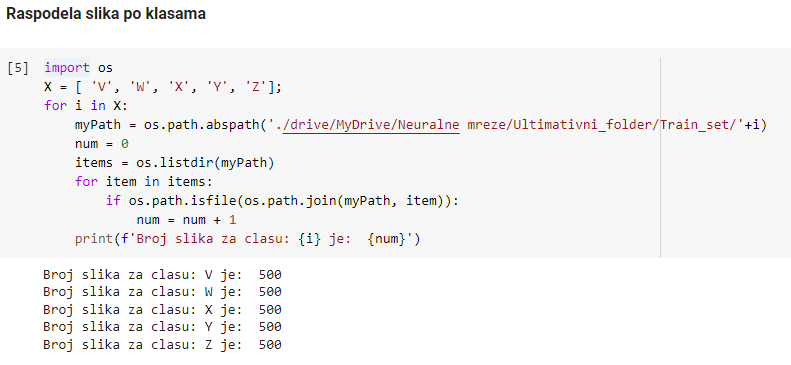 Raspodela slika po klasama
[5] import os
X = [ 'V', 'W', 'X', 'Y', 'Z'];
for i in X:
    myPath = os.path.abspath('./drive/MyDrive/Neuralne mreze/Ultimativni_folder/Train_set/'+i)
    num = 0
    items = os.listdir(myPath)
    for item in items:
        if os.path.isfile(os.path.join(myPath, item)):
            num = num + 1
    print(f'Broj slika za clasu: {i} je:  {num}')
Broj slika za clasu: V je:  500
Broj slika za clasu: W je:  500
Broj slika za clasu: X je:  500
Broj slika za clasu: Y je:  500
Broj slika za clasu: Z je:  500